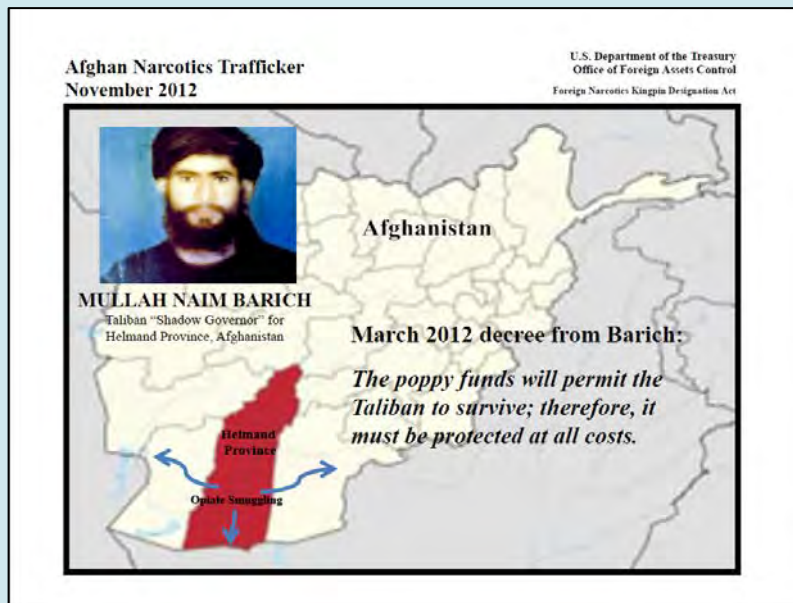 Afghan Narcotics Trafficker
November 2012
U.S. Department of the Treasury
Office of Foreign Assets Control
Foreign Narcotics Kingpin Designation Act
Afghanistan
MULLAH NAIM BARICH
Taliban “Shadow Governor” for
Helmand Province, Afghanistan
March 2012 decree from Barich:
The poppy funds will permit the
Taliban to survive; therefore, it
must be protected at all costs.
Helmand
Province
Opiate Smuggling